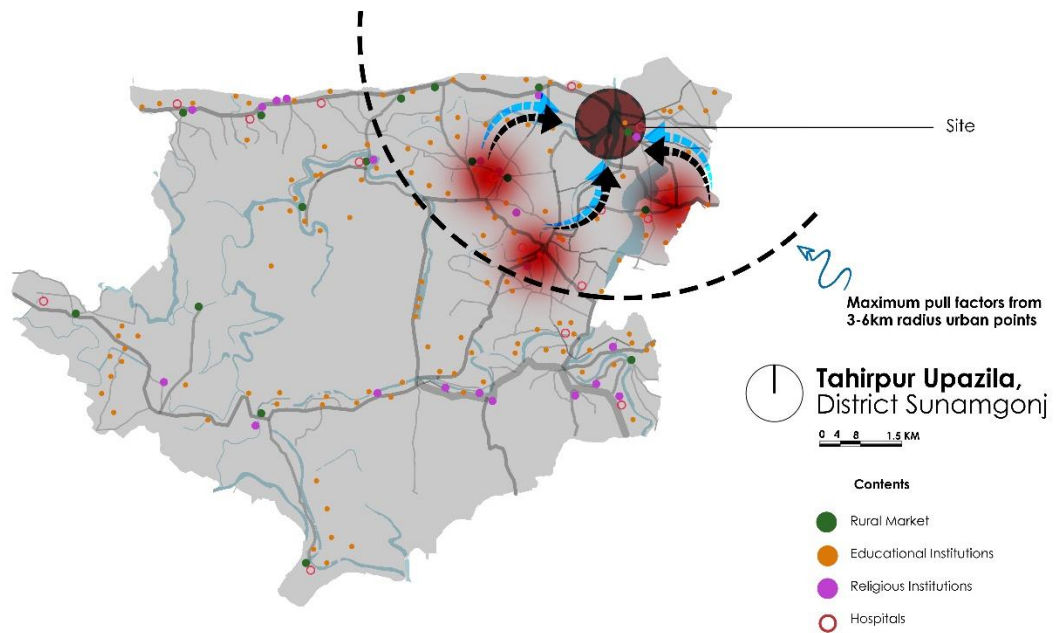 Site
Maximum pull factors from
3-6km radius urban points
Tahirpur Upazila,
District Sunamgonj
0 4 8 1.5 KM
Contents
Rural Market
Educational Institutions
Religious Institutions
Hospitals